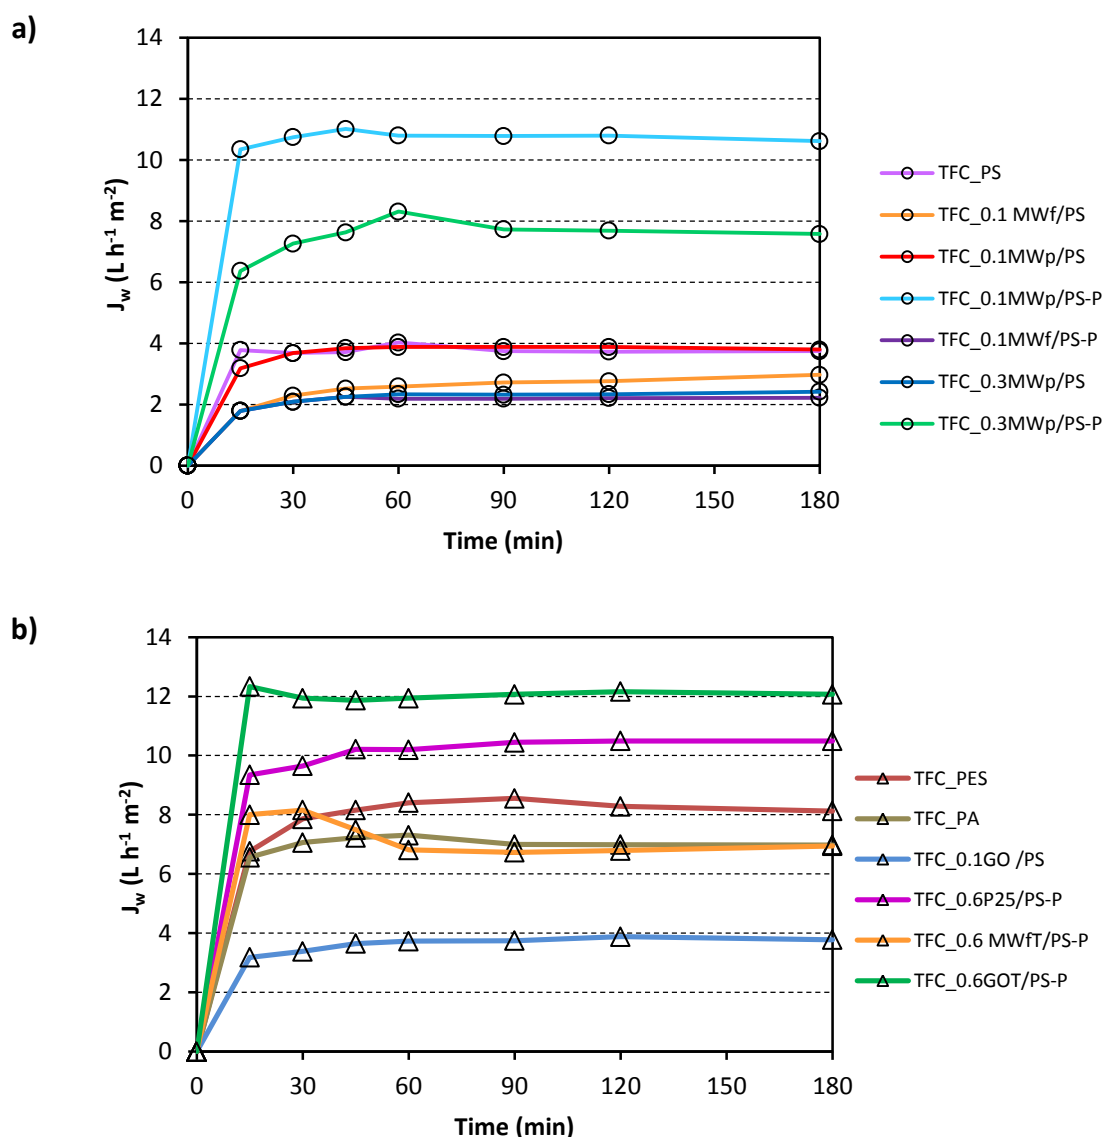 a)
14
12
10
8
6
4
2
0
J_w (L h⁻¹ m⁻²)
0 30 60 90 120 150 180
Time (min)
TFC_PS
TFC_0.1 MWf/PS
TFC_0.1MWp/PS
TFC_0.1MWp/PS-P
TFC_0.1MWf/PS-P
TFC_0.3MWp/PS
TFC_0.3MWp/PS-P
b)
14
12
10
8
6
4
2
0
J_w (L h⁻¹ m⁻²)
0 30 60 90 120 150 180
Time (min)
TFC_PES
TFC_PA
TFC_0.1GO /PS
TFC_0.6P25/PS-P
TFC_0.6 MWfT/PS-P
TFC_0.6GOT/PS-P